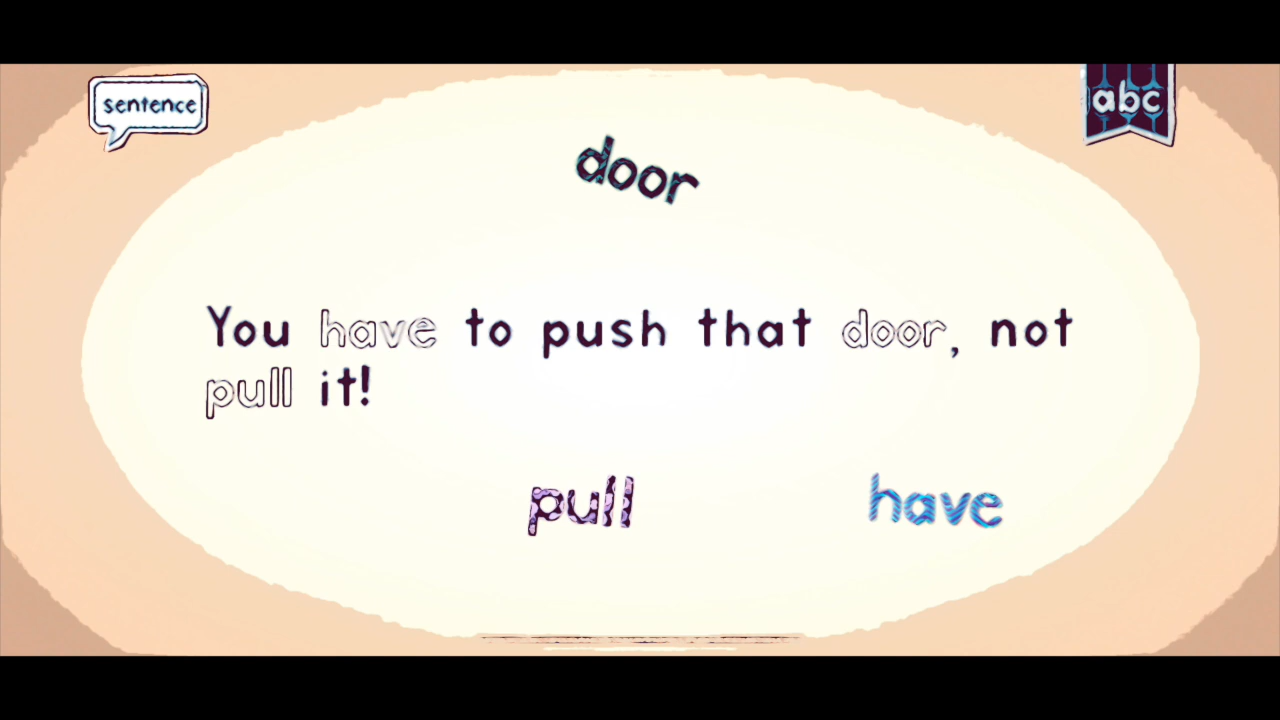 sentence
abc
door
You have to push that door, not
pull it!
pull
have